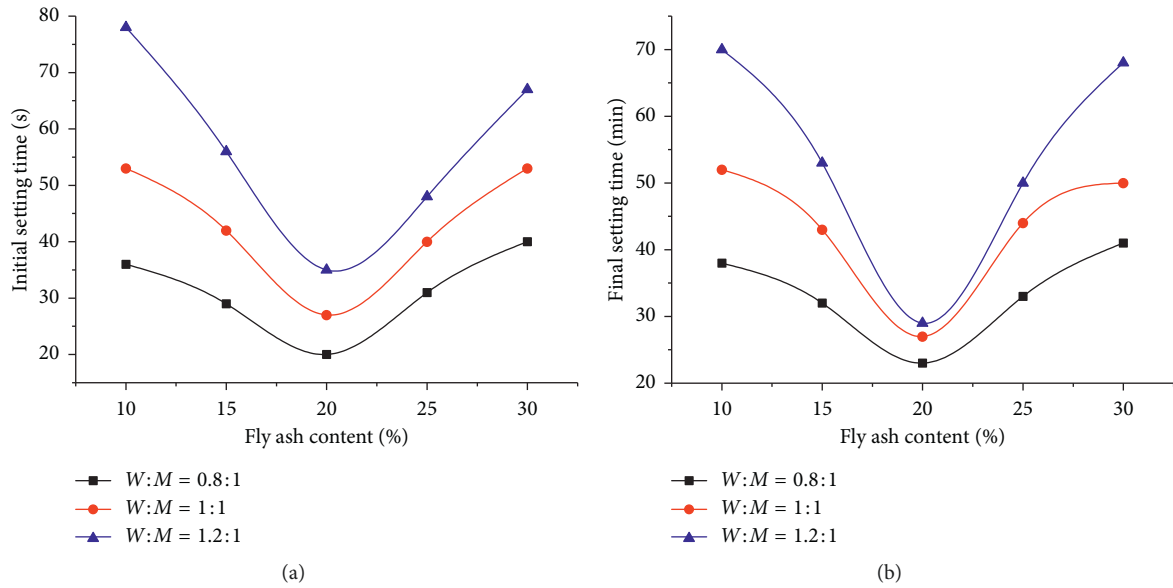 80
70
60
50
40
30
20
Initial setting time (s)
10 15 20 25 30
Fly ash content (%)
W:M = 0.8:1
W:M = 1:1
W:M = 1.2:1
(a)
70
60
50
40
30
20
Final setting time (min)
10 15 20 25 30
Fly ash content (%)
W:M = 0.8:1
W:M = 1:1
W:M = 1.2:1
(b)